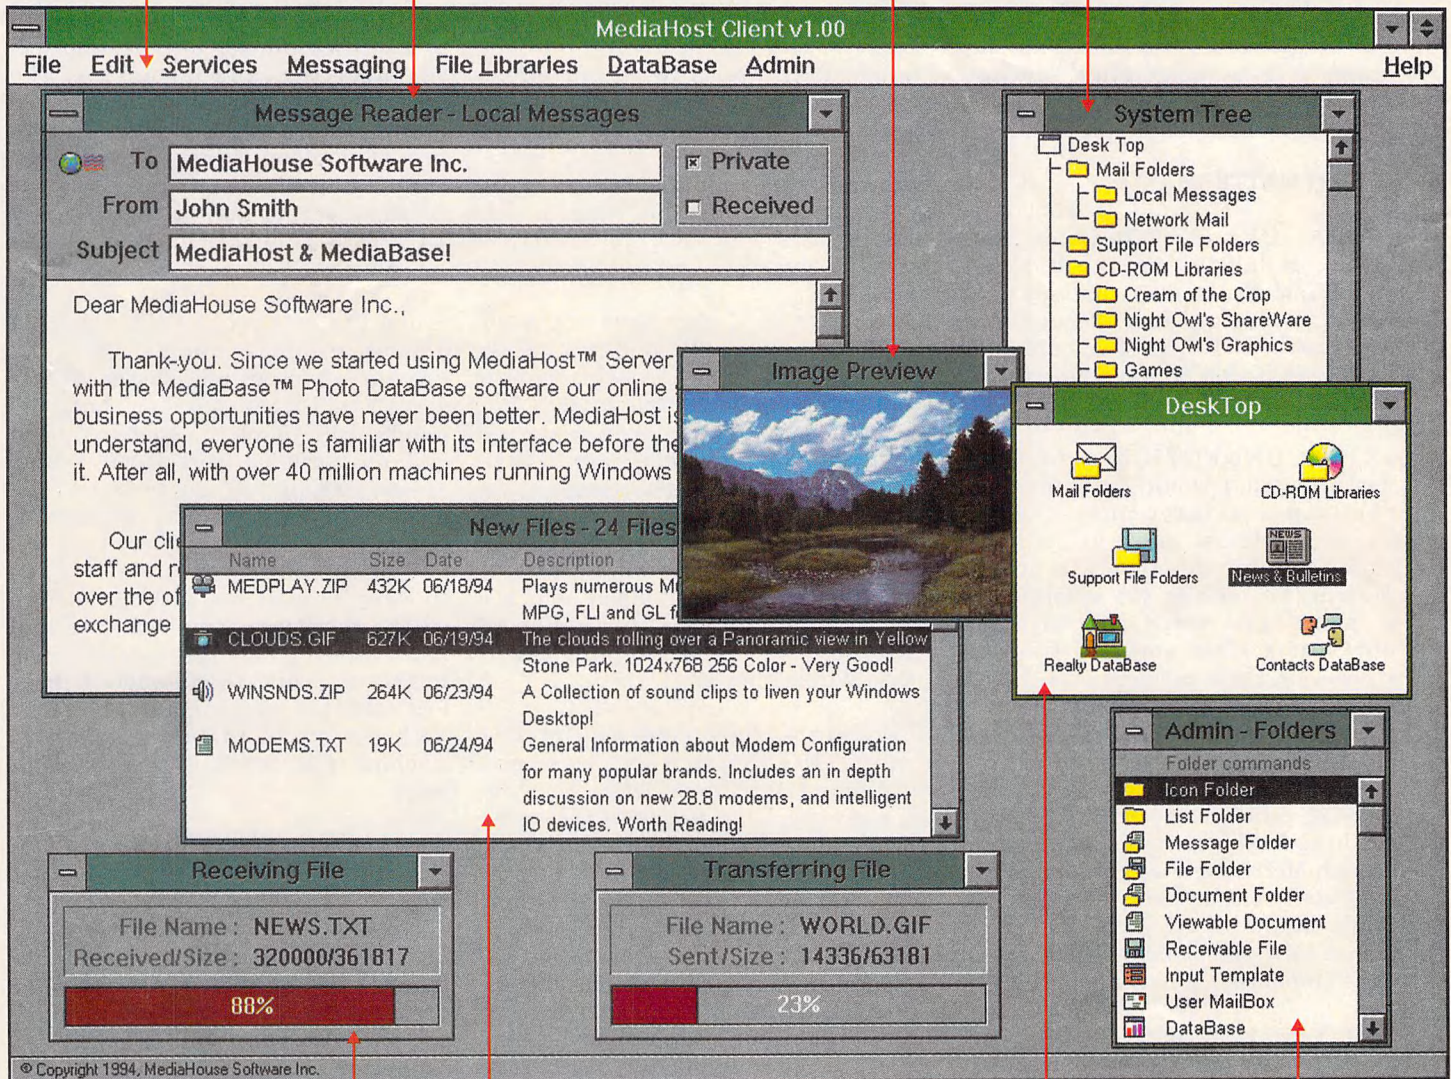 MediaHost Client v1.00
File Edit Services Messaging File Libraries DataBase Admin Help
Message Reader - Local Messages
To MediaHouse Software Inc.
Private
From John Smith
Received
Subject MediaHost & MediaBase!
Dear MediaHouse Software Inc.,
Thank-you. Since we started using MediaHost™ Server
with the MediaBase™ Photo DataBase software our online
business opportunities have never been better. MediaHost is
understand, everyone is familiar with its interface before the
it. After all, with over 40 million machines running Windows
Our clie
staff and r
over the of
exchange
System Tree
Desk Top
Mail Folders
Local Messages
Network Mail
Support File Folders
CD-ROM Libraries
Cream of the Crop
Night Owl's ShareWare
Night Owl's Graphics
Games
Image Preview
DeskTop
Mail Folders
CD-ROM Libraries
Support File Folders
NEWS
News & Bulletins
Realty DataBase
Contacts DataBase
New Files - 24 Files
Name Size Date Description
MEDPLAY.ZIP 432K 06/18/94 Plays numerous M
MPG, FLI and GL f
CLOUDS.GIF 627K 06/19/94 The clouds rolling over a Panoramic view in Yellow
Stone Park. 1024x768 256 Color - Very Good!
WINSNDS.ZIP 264K 06/23/94 A Collection of sound clips to liven your Windows
Desktop!
MODEMS.TXT 19K 06/24/94 General Information about Modem Configuration
for many popular brands. Includes an in depth
discussion on new 28.8 modems, and intelligent
IO devices. Worth Reading!
Admin - Folders
Folder commands
Icon Folder
List Folder
Message Folder
File Folder
Document Folder
Viewable Document
Receivable File
Input Template
User MailBox
DataBase
Receiving File
File Name : NEWS.TXT
Received/Size : 320000/361817
88%
Transferring File
File Name : WORLD.GIF
Sent/Size : 14336/63181
23%
© Copyright 1994, MediaHouse Software Inc.